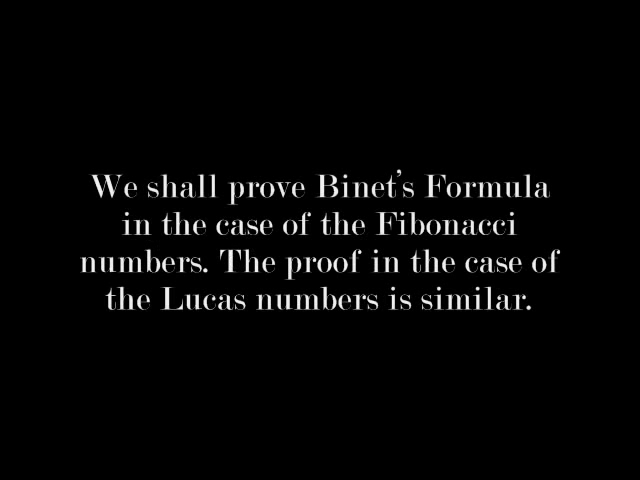 We shall prove Binet's Formula
in the case of the Fibonacci
numbers. The proof in the case of
the Lucas numbers is similar.